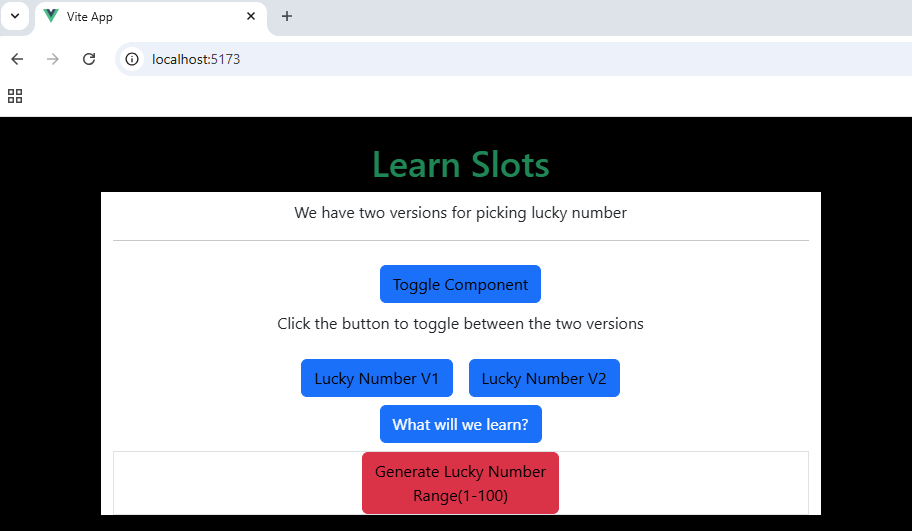 Vite App
localhost:5173
Learn Slots
We have two versions for picking lucky number
Toggle Component
Click the button to toggle between the two versions
Lucky Number V1
Lucky Number V2
What will we learn?
Generate Lucky Number
Range(1-100)